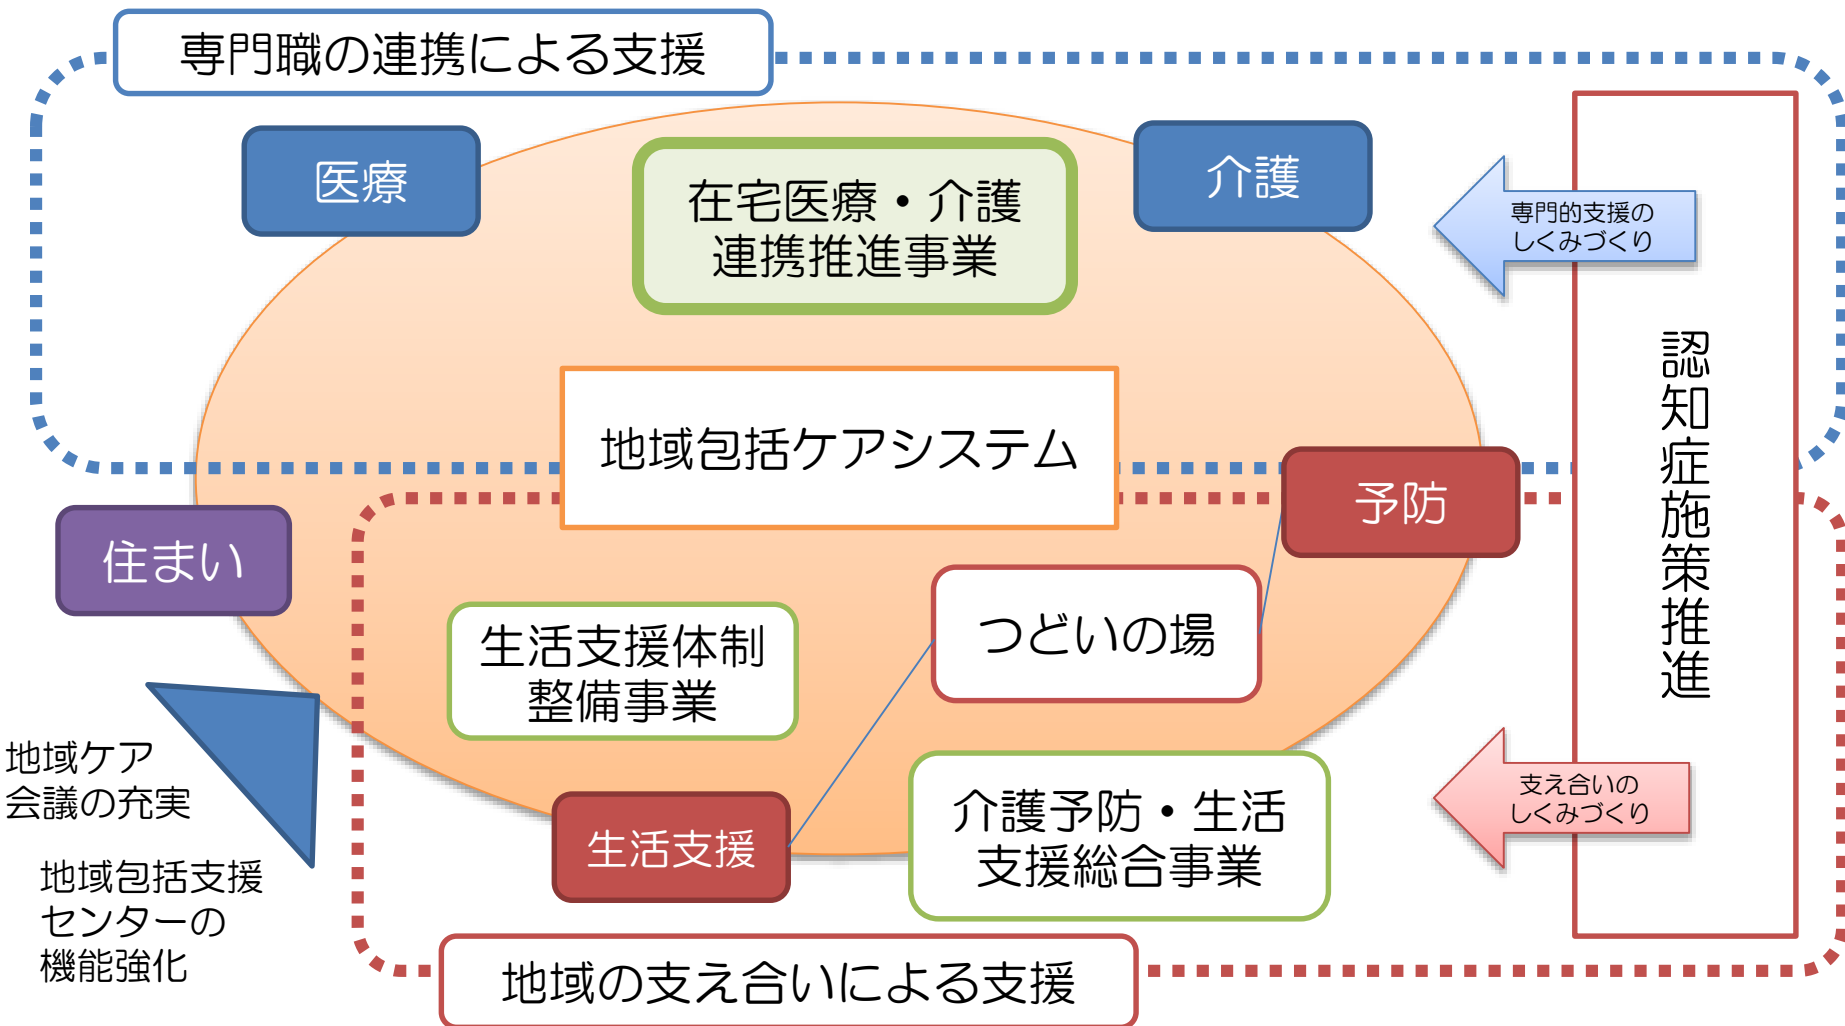 専門職の連携による支援
医療
在宅医療・介護
連携推進事業
介護
専門的支援の
しくみづくり
地域包括ケアシステム
認知症施策推進
予防
住まい
つどいの場
生活支援体制
整備事業
地域ケア
会議の充実
支え合いの
しくみづくり
生活支援
介護予防・生活
支援総合事業
地域包括支援
センターの
機能強化
地域の支え合いによる支援